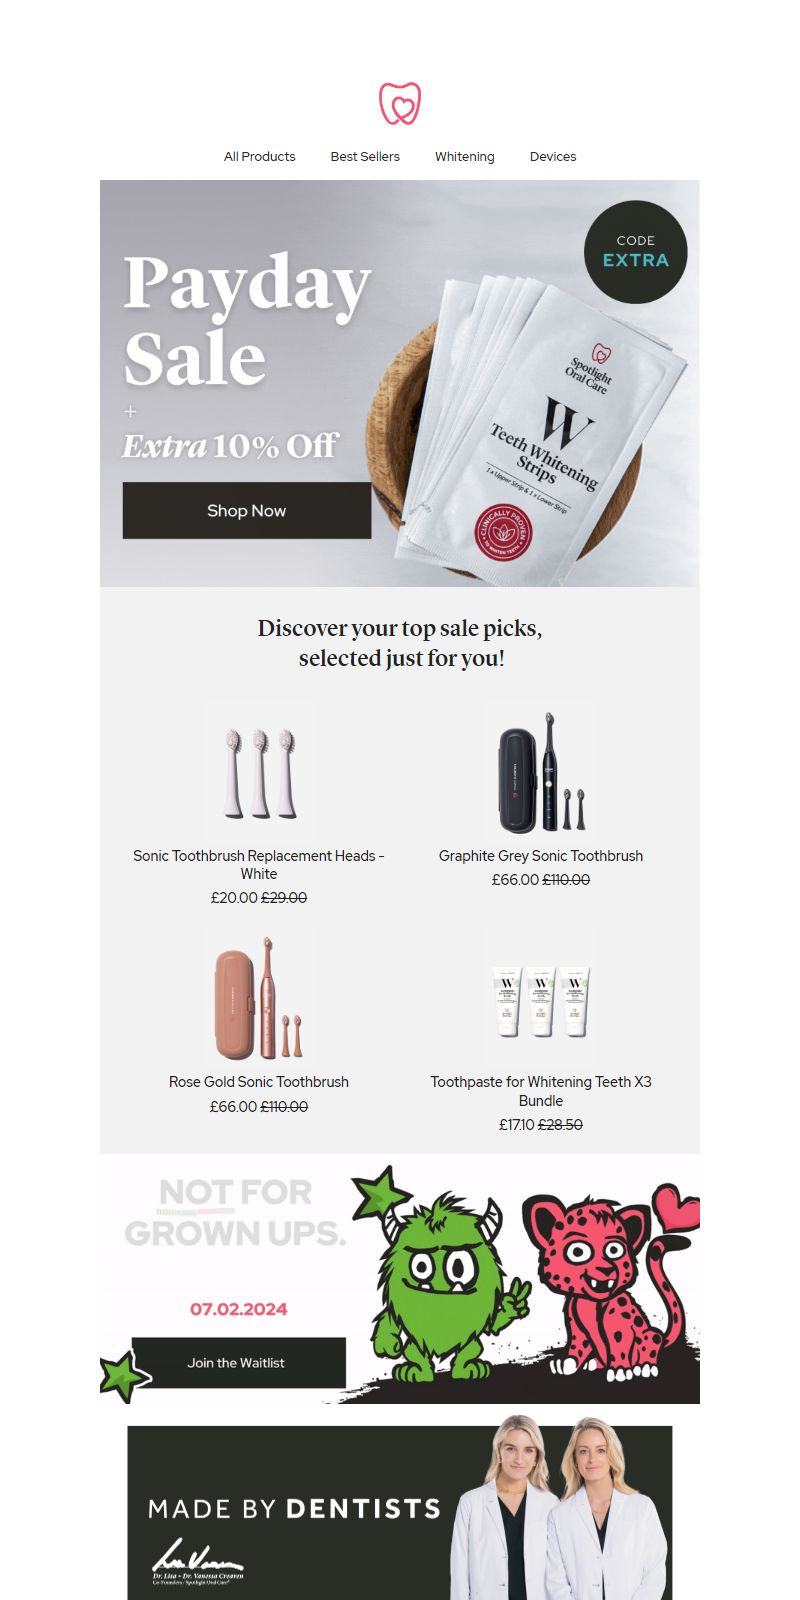 All Products Best Sellers Whitening Devices
CODE
EXTRA
Payday
Sale
+
Extra 10% Off
Shop Now
Spotlight
Oral Care
W
Teeth Whitening
Strips
1 x Upper Strip & 1 x Lower Strip
CLINICALLY PROVEN
TO WHITEN TEETH
Discover your top sale picks,
selected just for you!
Sonic Toothbrush Replacement Heads -
White
£20.00 £29.00
Graphite Grey Sonic Toothbrush
£66.00 £110.00
Rose Gold Sonic Toothbrush
£66.00 £110.00
W W W
Toothpaste for Whitening Teeth X3
Bundle
£17.10 £28.50
NOT FOR
GROWN UPS.
07.02.2024
Join the Waitlist
MADE BY DENTISTS
Dr. Lisa + Dr. Vanessa Creaven
Co-Founders / Spotlight Oral Care